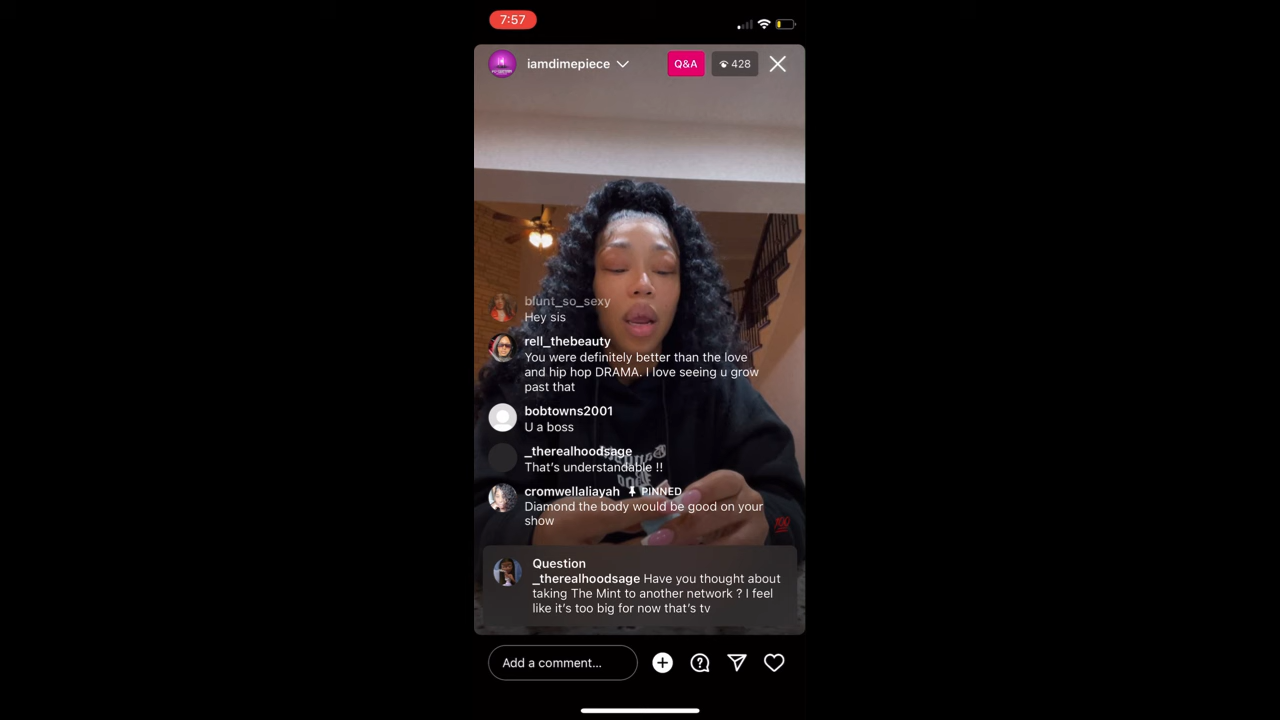 7:57
iamdimepiece
Q&A
428
blunt_so_sexy
Hey sis
rell_thebeauty
You were definitely better than the love
and hip hop DRAMA. I love seeing u grow
past that
bobtowns2001
U a boss
_therealhoodsage
That's understandable !!
cromwellaliayah PINNED
Diamond the body would be good on your
show
💯
Question
_therealhoodsage Have you thought about
taking The Mint to another network ? I feel
like it's too big for now that's tv
Add a comment...